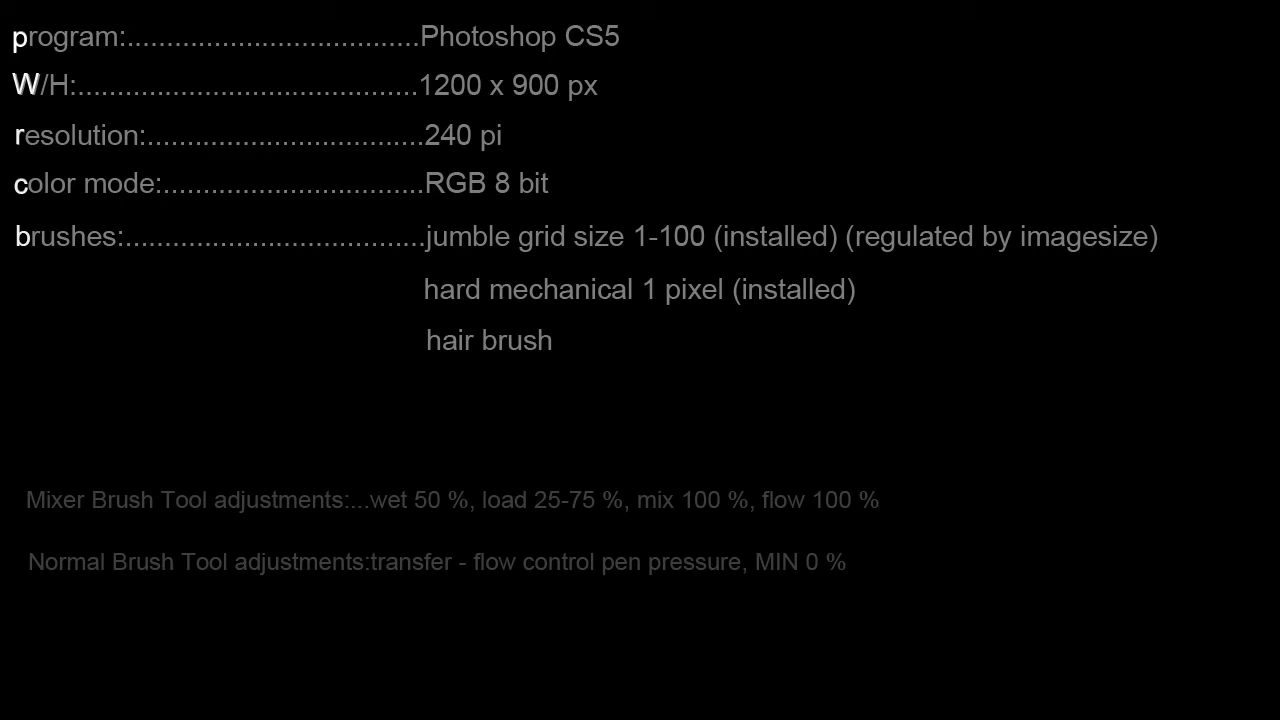 program:.....................................Photoshop CS5
W/H:...........................................1200 x 900 px
resolution:...................................240 pi
color mode:.................................RGB 8 bit
brushes:......................................jumble grid size 1-100 (installed) (regulated by imagesize)
hard mechanical 1 pixel (installed)
hair brush
Mixer Brush Tool adjustments:...wet 50 %, load 25-75 %, mix 100 %, flow 100 %
Normal Brush Tool adjustments:transfer - flow control pen pressure, MIN 0 %